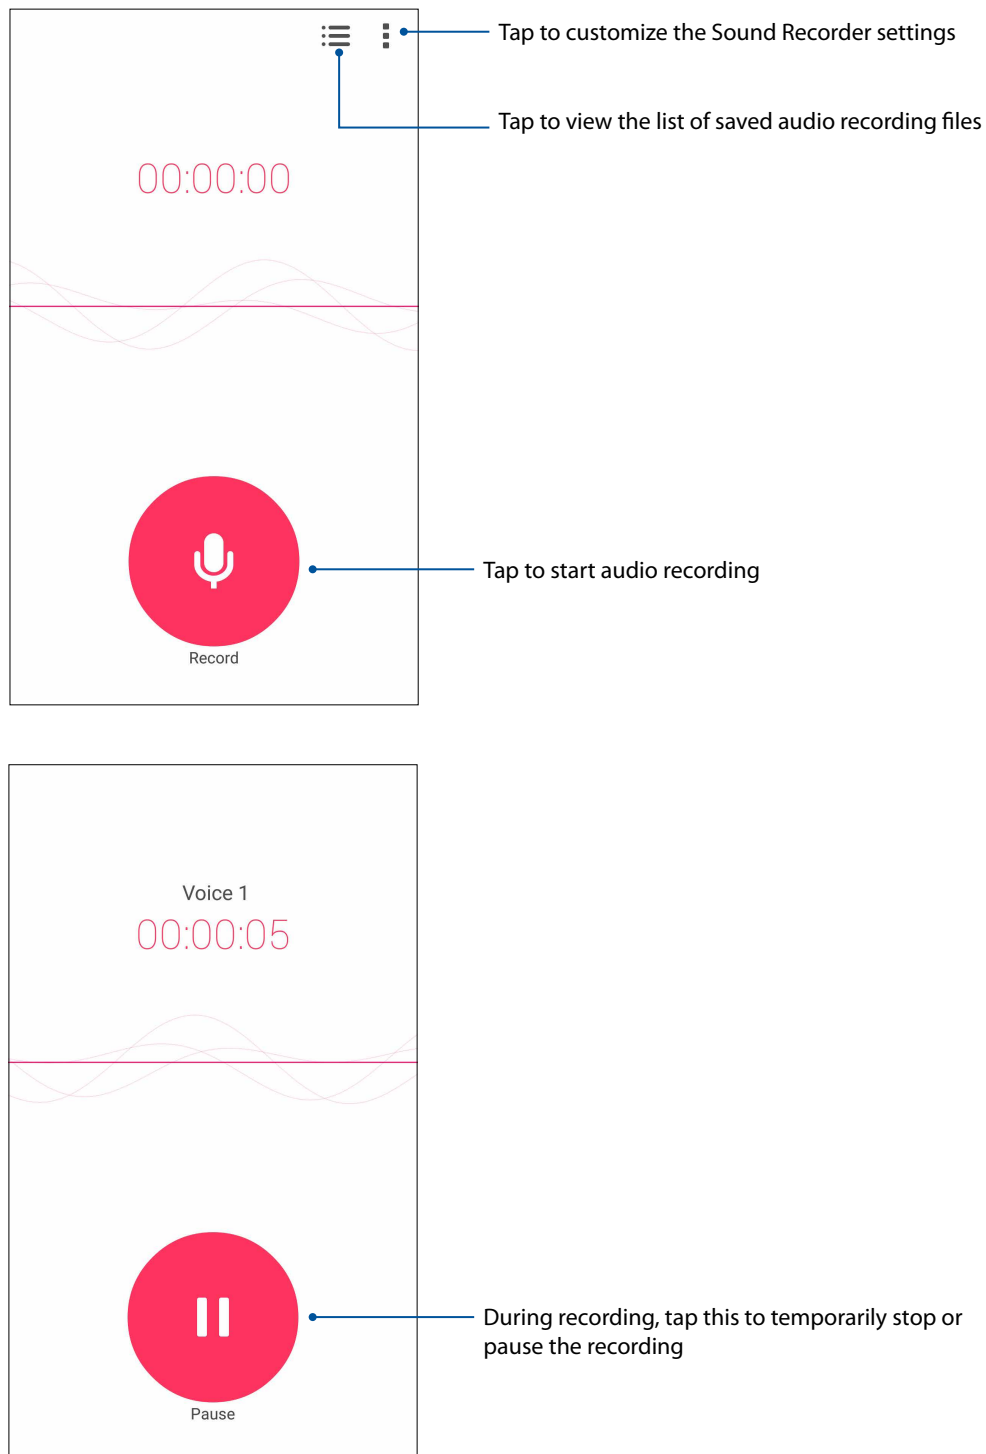 Tap to customize the Sound Recorder settings
Tap to view the list of saved audio recording files
00:00:00
Tap to start audio recording
Record
Voice 1
00:00:05
During recording, tap this to temporarily stop or
pause the recording
Pause